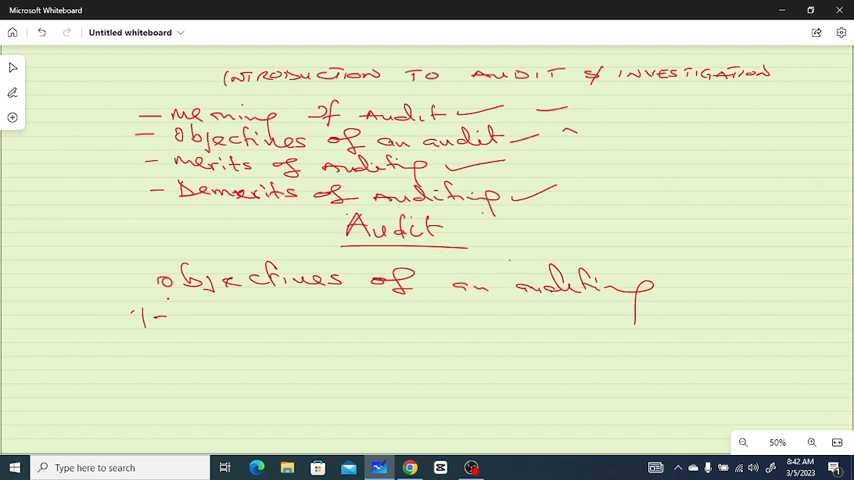 Microsoft Whiteboard
Untitled whiteboard
INTRODUCTION TO AUDIT & INVESTIGATION
- Meaning of Audit
- Objectives of an audit
- merits of auditing
- Demerits of auditing
Audit
objectives of an auditing
1-
50%
Type here to search
8:42 AM
3/5/2023